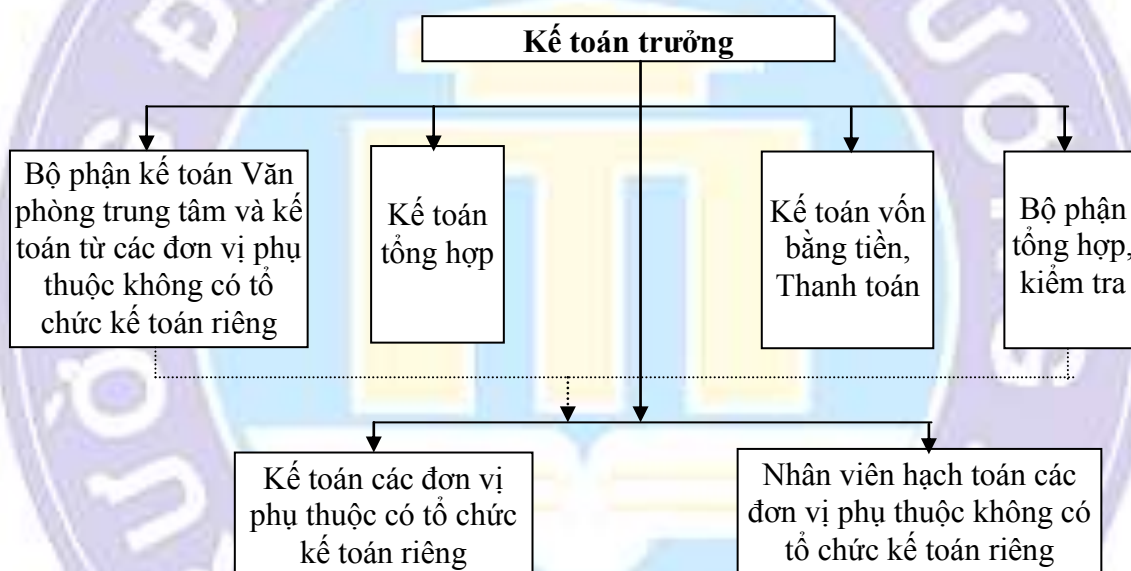 Kế toán trưởng
Bộ phận kế toán Văn
phòng trung tâm và kế
toán từ các đơn vị phụ
thuộc không có tổ
chức kế toán riêng
Kế toán
tổng hợp
Kế toán vốn
bằng tiền,
Thanh toán
Bộ phận
tổng hợp,
kiểm tra
Kế toán các đơn vị
phụ thuộc có tổ chức
kế toán riêng
Nhân viên hạch toán các
đơn vị phụ thuộc không có
tổ chức kế toán riêng